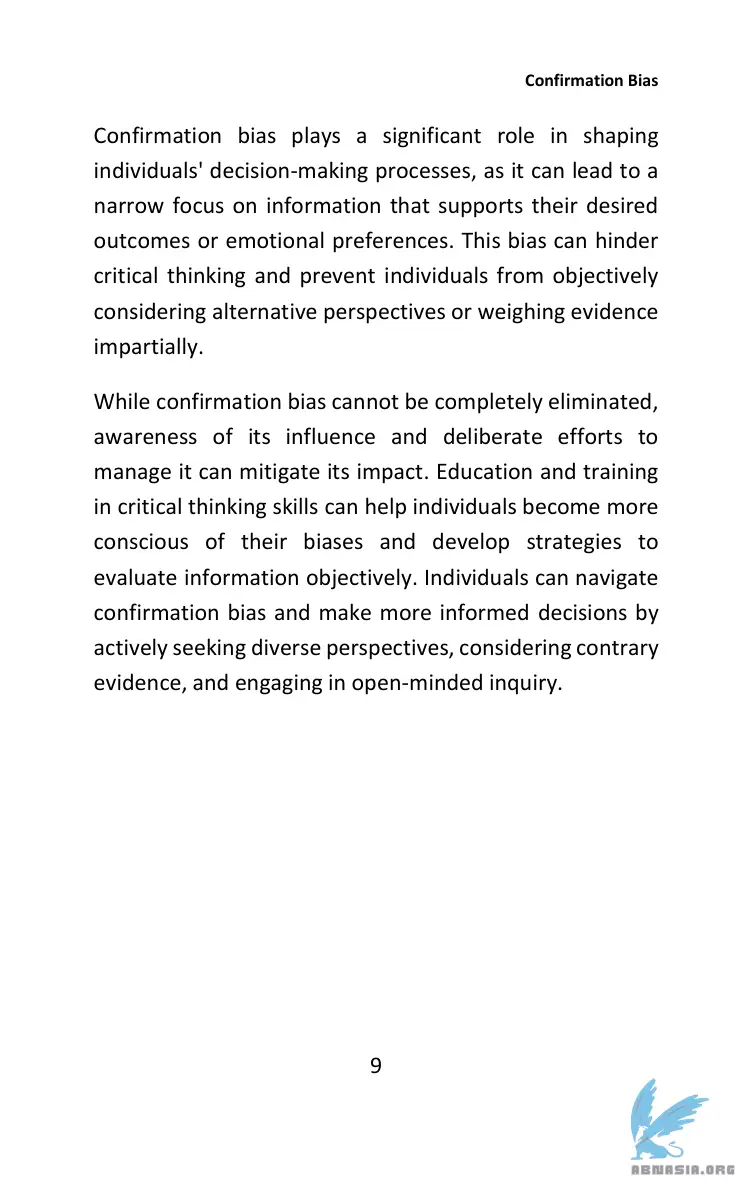 Confirmation Bias
Confirmation bias plays a significant role in shaping
individuals' decision-making processes, as it can lead to a
narrow focus on information that supports their desired
outcomes or emotional preferences. This bias can hinder
critical thinking and prevent individuals from objectively
considering alternative perspectives or weighing evidence
impartially.
While confirmation bias cannot be completely eliminated,
awareness of its influence and deliberate efforts to
manage it can mitigate its impact. Education and training
in critical thinking skills can help individuals become more
conscious of their biases and develop strategies to
evaluate information objectively. Individuals can navigate
confirmation bias and make more informed decisions by
actively seeking diverse perspectives, considering contrary
evidence, and engaging in open-minded inquiry.
9
ABNASIA.ORG